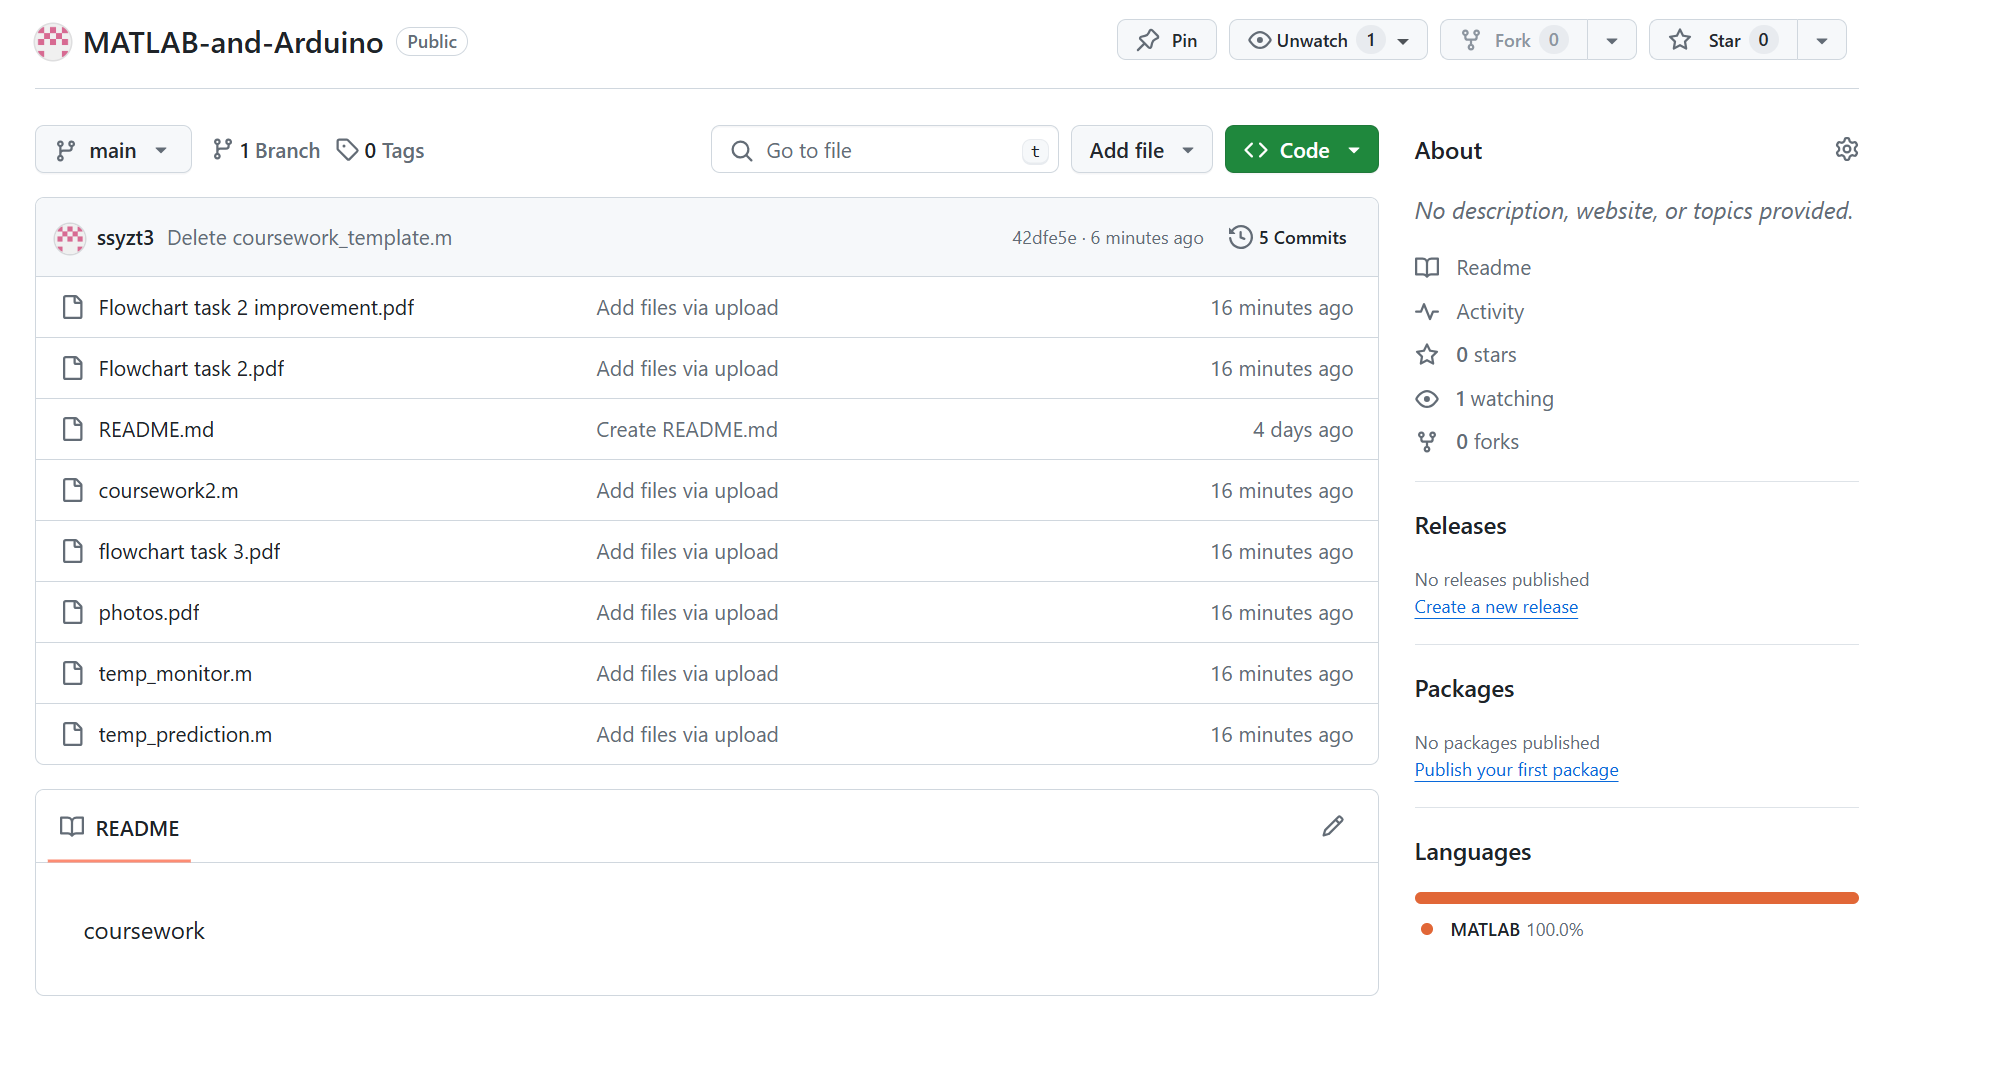 MATLAB-and-Arduino Public Pin Unwatch 1 Fork 0 Star 0
main 1 Branch 0 Tags Go to file t Add file Code
ssyzt3 Delete coursework_template.m 42dfe5e · 6 minutes ago 5 Commits
Flowchart task 2 improvement.pdf Add files via upload 16 minutes ago
Flowchart task 2.pdf Add files via upload 16 minutes ago
README.md Create README.md 4 days ago
coursework2.m Add files via upload 16 minutes ago
flowchart task 3.pdf Add files via upload 16 minutes ago
photos.pdf Add files via upload 16 minutes ago
temp_monitor.m Add files via upload 16 minutes ago
temp_prediction.m Add files via upload 16 minutes ago
README
coursework
About
No description, website, or topics provided.
Readme
Activity
0 stars
1 watching
0 forks
Releases
No releases published
Create a new release
Packages
No packages published
Publish your first package
Languages
MATLAB 100.0%